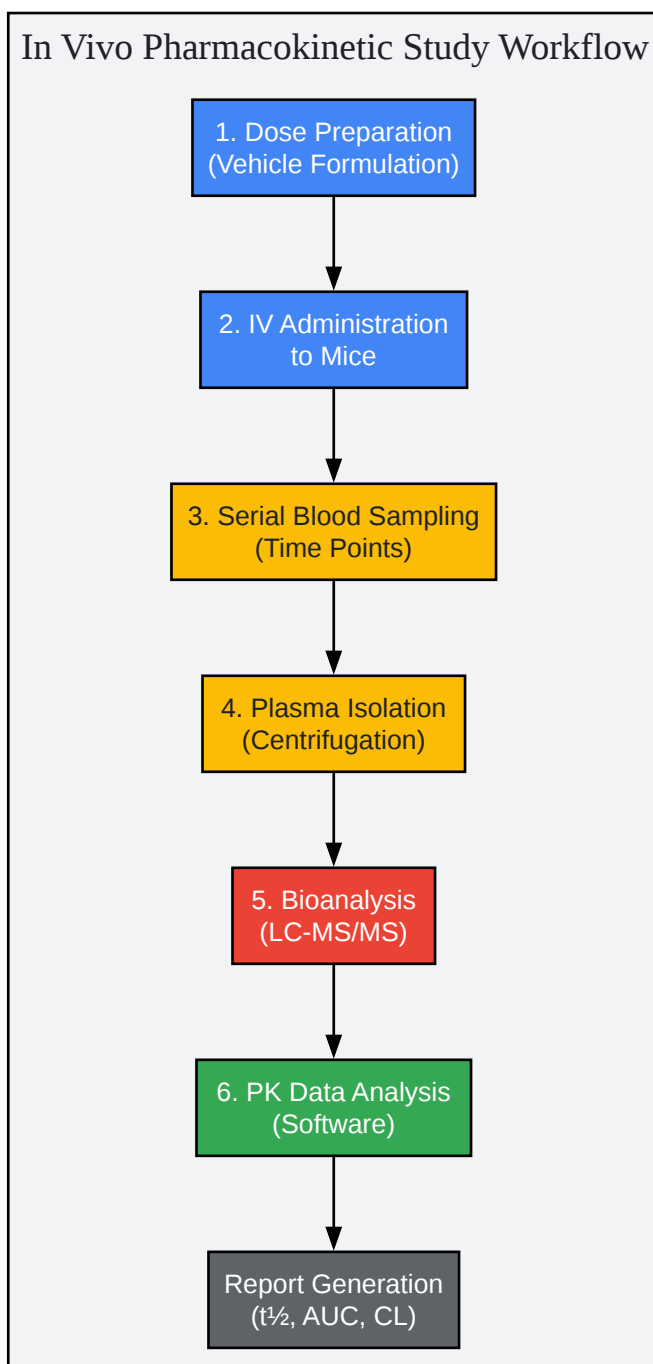 In Vivo Pharmacokinetic Study Workflow
1. Dose Preparation
(Vehicle Formulation)
2. IV Administration
to Mice
3. Serial Blood Sampling
(Time Points)
4. Plasma Isolation
(Centrifugation)
5. Bioanalysis
(LC-MS/MS)
6. PK Data Analysis
(Software)
Report Generation
(t½, AUC, CL)